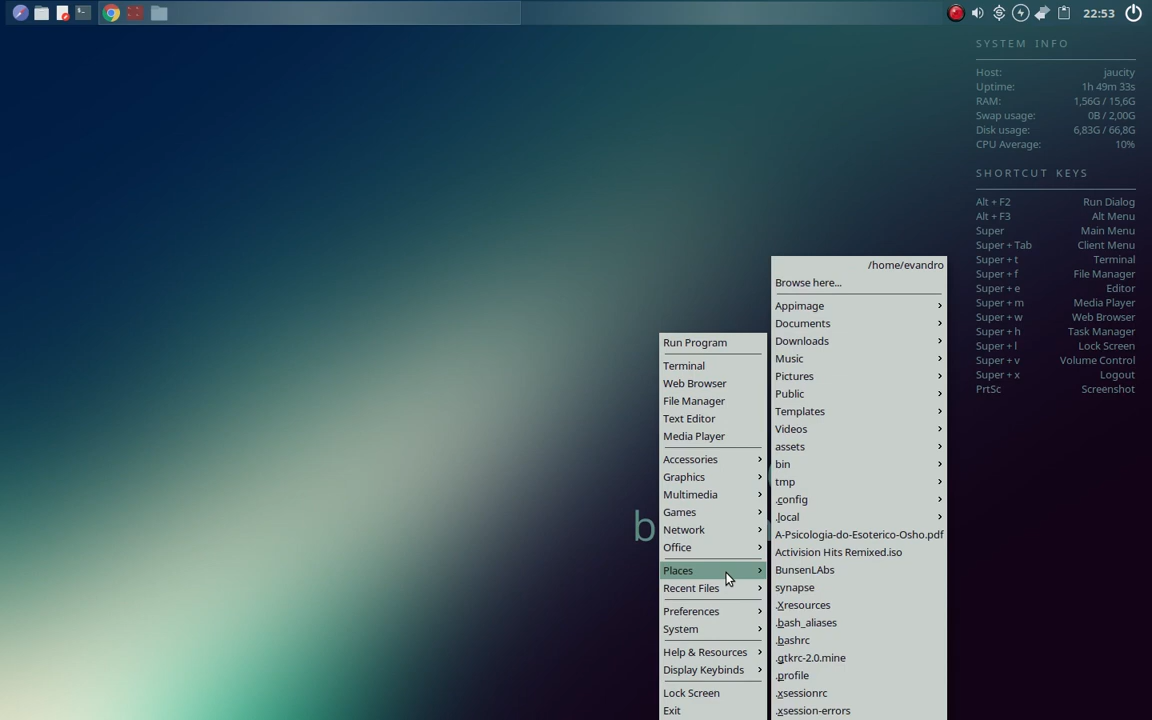 22:53
SYSTEM INFO
Host: jaucity
Uptime: 1h 49m 33s
RAM: 1,56G / 15,6G
Swap usage: 0B / 2,00G
Disk usage: 6,83G / 66,8G
CPU Average: 10%
SHORTCUT KEYS
Alt + F2 Run Dialog
Alt + F3 Alt Menu
Super Main Menu
Super + Tab Client Menu
Super + t Terminal
Super + f File Manager
Super + e Editor
Super + m Media Player
Super + w Web Browser
Super + h Task Manager
Super + l Lock Screen
Super + v Volume Control
Super + x Logout
PrtSc Screenshot
Run Program
Terminal
Web Browser
File Manager
Text Editor
Media Player
Accessories
Graphics
Multimedia
Games
Network
Office
Places
Recent Files
Preferences
System
Help & Resources
Display Keybinds
Lock Screen
Exit
/home/evandro
Browse here...
Appimage
Documents
Downloads
Music
Pictures
Public
Templates
Videos
assets
bin
tmp
.config
.local
A-Psicologia-do-Esoterico-Osho.pdf
Activision Hits Remixed.iso
BunsenLAbs
synapse
.Xresources
.bash_aliases
.bashrc
.gtkrc-2.0.mine
.profile
.xsessionrc
.xsession-errors
b